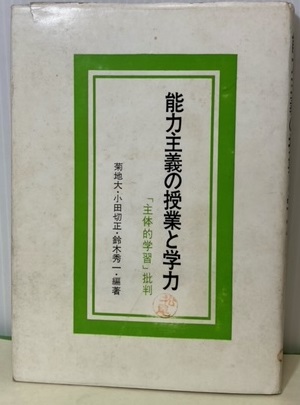 能力主義の授業と学力
「主体的学習」批判
菊地大・小田切正・鈴木秀一・編著